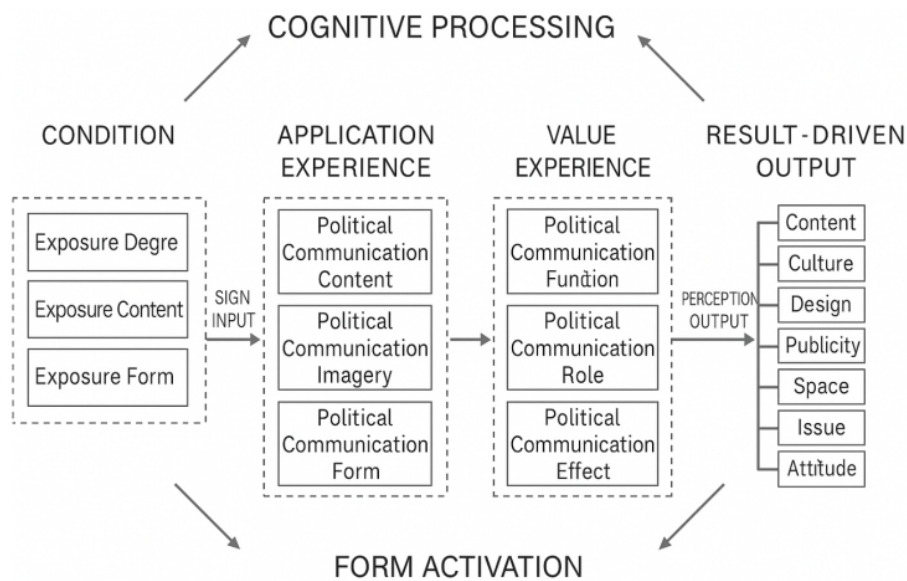 COGNITIVE PROCESSING
CONDITION
Exposure Degre
Exposure Content
Exposure Form
SIGN
INPUT
APPLICATION
EXPERIENCE
Political
Communication
Content
Political
Communication
Imagery
Political
Communication
Form
VALUE
EXPERIENCE
Political
Communication
Function
Political
Communication
Role
Political
Communication
Effect
PERCEPTION
OUTPUT
RESULT-DRIVEN
OUTPUT
Content
Culture
Design
Publicity
Space
Issue
Attitude
FORM ACTIVATION